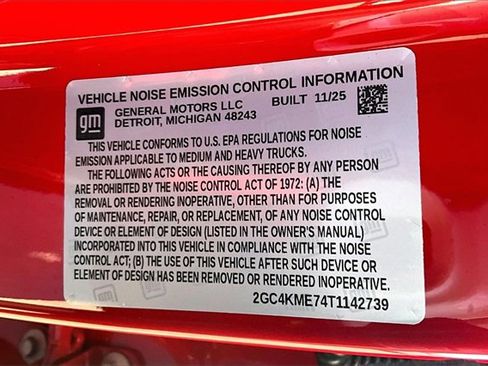 VEHICLE NOISE EMISSION CONTROL INFORMATION
gm GENERAL MOTORS LLC BUILT 11/25
DETROIT, MICHIGAN 48243
THIS VEHICLE CONFORMS TO U.S. EPA REGULATIONS FOR NOISE
EMISSION APPLICABLE TO MEDIUM AND HEAVY TRUCKS.
THE FOLLOWING ACTS OR THE CAUSING THEREOF BY ANY PERSON
ARE PROHIBITED BY THE NOISE CONTROL ACT OF 1972: (A) THE
REMOVAL OR RENDERING INOPERATIVE, OTHER THAN FOR PURPOSES
OF MAINTENANCE, REPAIR, OR REPLACEMENT, OF ANY NOISE CONTROL
DEVICE OR ELEMENT OF DESIGN (LISTED IN THE OWNER'S MANUAL)
INCORPORATED INTO THIS VEHICLE IN COMPLIANCE WITH THE NOISE
CONTROL ACT; (B) THE USE OF THIS VEHICLE AFTER SUCH DEVICE OR
ELEMENT OF DESIGN HAS BEEN REMOVED OR RENDERED INOPERATIVE.
2GC4KME74T1142739